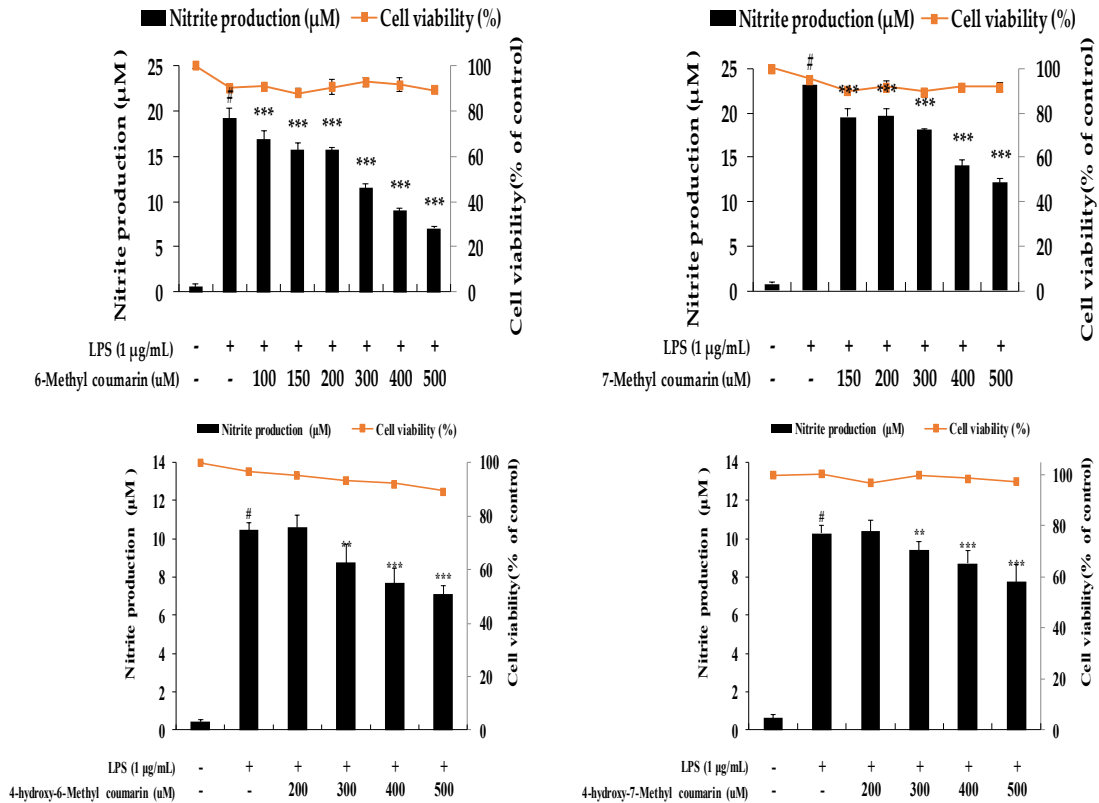 Nitrite production (µM) Cell viability (%)
Nitrite production (µM )
25
20
15
10
5
0
# *** *** *** *** *** ***
100
80
60
40
20
0
Cell viability(% of control)
LPS (1 µg/mL) - + + + + + + +
6-Methyl coumarin (uM) - - 100 150 200 300 400 500
Nitrite production (µM) Cell viability (%)
Nitrite production (µM )
25
20
15
10
5
0
# *** *** *** *** ***
100
80
60
40
20
0
Cell viability(% of control)
LPS (1 µg/mL) - + + + + + +
7-Methyl coumarin (uM) - - 150 200 300 400 500
Nitrite production (µM) Cell viability (%)
Nitrite production (µM )
14
12
10
8
6
4
2
0
# ** *** ***
100
80
60
40
20
0
Cell viability(% of control)
LPS (1 µg/mL) - + + + + +
4-hydroxy-6-Methyl coumarin (uM) - - 200 300 400 500
Nitrite production (µM) Cell viability (%)
Nitrite production (µM )
14
12
10
8
6
4
2
0
# ** *** ***
100
80
60
40
20
0
Cell viability(% of control)
LPS (1 µg/mL) - + + + + +
4-hydroxy-7-Methyl coumarin (uM) - - 200 300 400 500